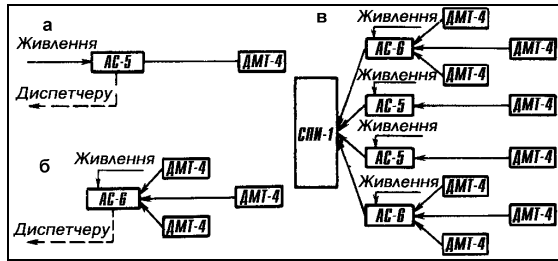 а
Живлення
АС-5
ДМТ-4
Диспетчеру
б
Живлення
АС-6
ДМТ-4
ДМТ-4
ДМТ-4
Диспетчеру
в
СПИ-1
Живлення
АС-6
ДМТ-4
ДМТ-4
ДМТ-4
Живлення
АС-5
ДМТ-4
Живлення
АС-5
ДМТ-4
Живлення
АС-6
ДМТ-4
ДМТ-4
ДМТ-4